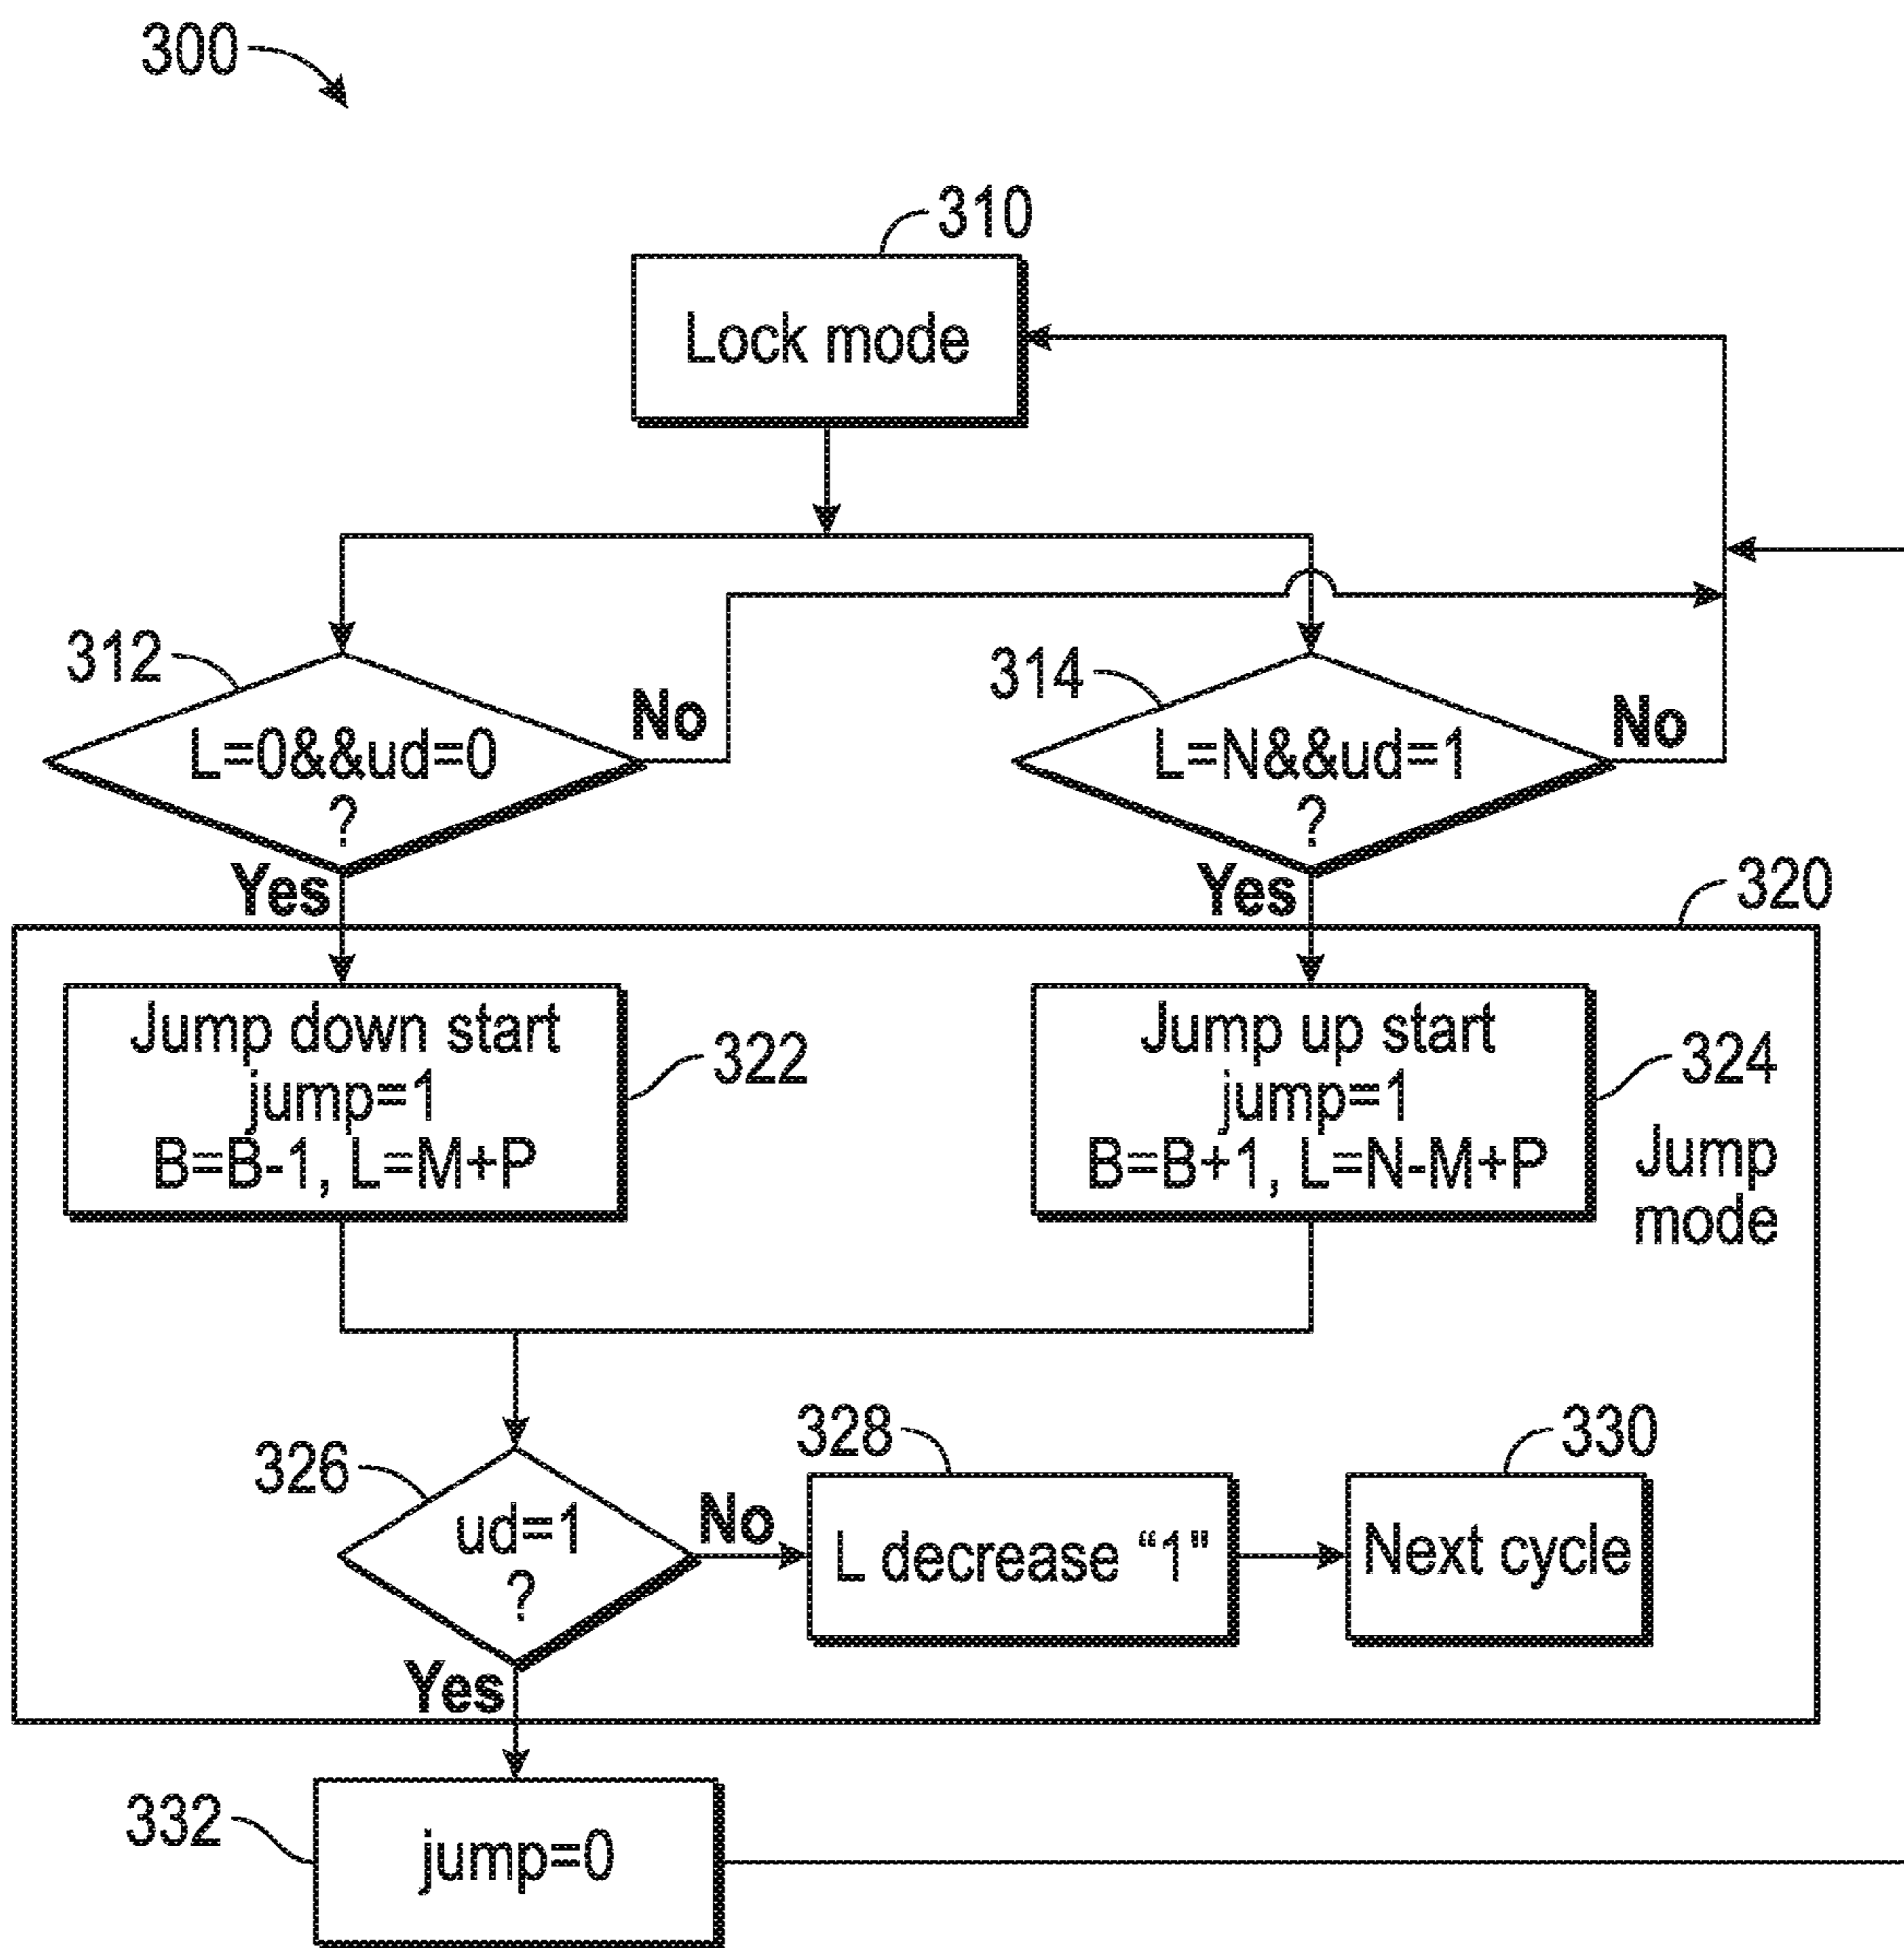 300
310
Lock mode
312
L=0&&ud=0
?
No
314
L=N&&ud=1
?
No
Yes
Yes
320
Jump down start
jump=1
B=B-1, L=M+P
322
Jump up start
jump=1
B=B+1, L=N-M+P
324
Jump
mode
326
ud=1
?
No
328
L decrease “1"
330
Next cycle
Yes
332
jump=0